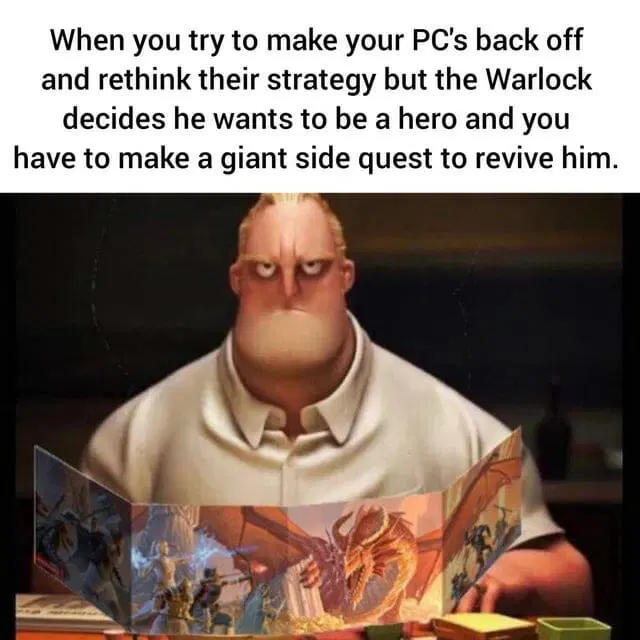 When you try to make your PC's back off
and rethink their strategy but the Warlock
decides he wants to be a hero and you
have to make a giant side quest to revive him.